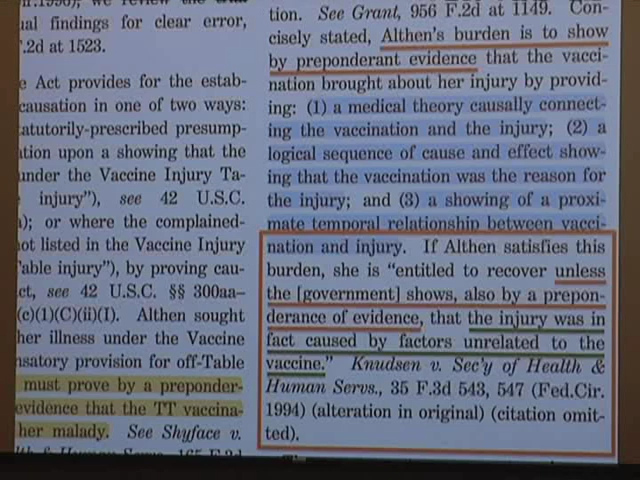 ir.1996); we review the
al findings for clear error,
.2d at 1523.
e Act provides for the estab-
causation in one of two ways:
atutorily-prescribed presump-
tion upon a showing that the
under the Vaccine Injury Ta-
injury"), see 42 U.S.C.
); or where the complained-
ot listed in the Vaccine Injury
able injury"), by proving cau-
ct, see 42 U.S.C. §§ 300aa–
(c)(1)(C)(ii)(I). Althen sought
her illness under the Vaccine
nsatory provision for off-Table
must prove by a preponder-
evidence that the TT vaccina-
her malady. See Shyface v.
tion. See Grant, 956 F.2d at 1149. Con-
cisely stated, Althen's burden is to show
by preponderant evidence that the vacci-
nation brought about her injury by provid-
ing: (1) a medical theory causally connect-
ing the vaccination and the injury; (2) a
logical sequence of cause and effect show-
ing that the vaccination was the reason for
the injury; and (3) a showing of a proxi-
mate temporal relationship between vacci-
nation and injury. If Althen satisfies this
burden, she is "entitled to recover unless
the [government] shows, also by a prepon-
derance of evidence, that the injury was in
fact caused by factors unrelated to the
vaccine." Knudsen v. Sec'y of Health &
Human Servs., 35 F.3d 543, 547 (Fed.Cir.
1994) (alteration in original) (citation omit-
ted).